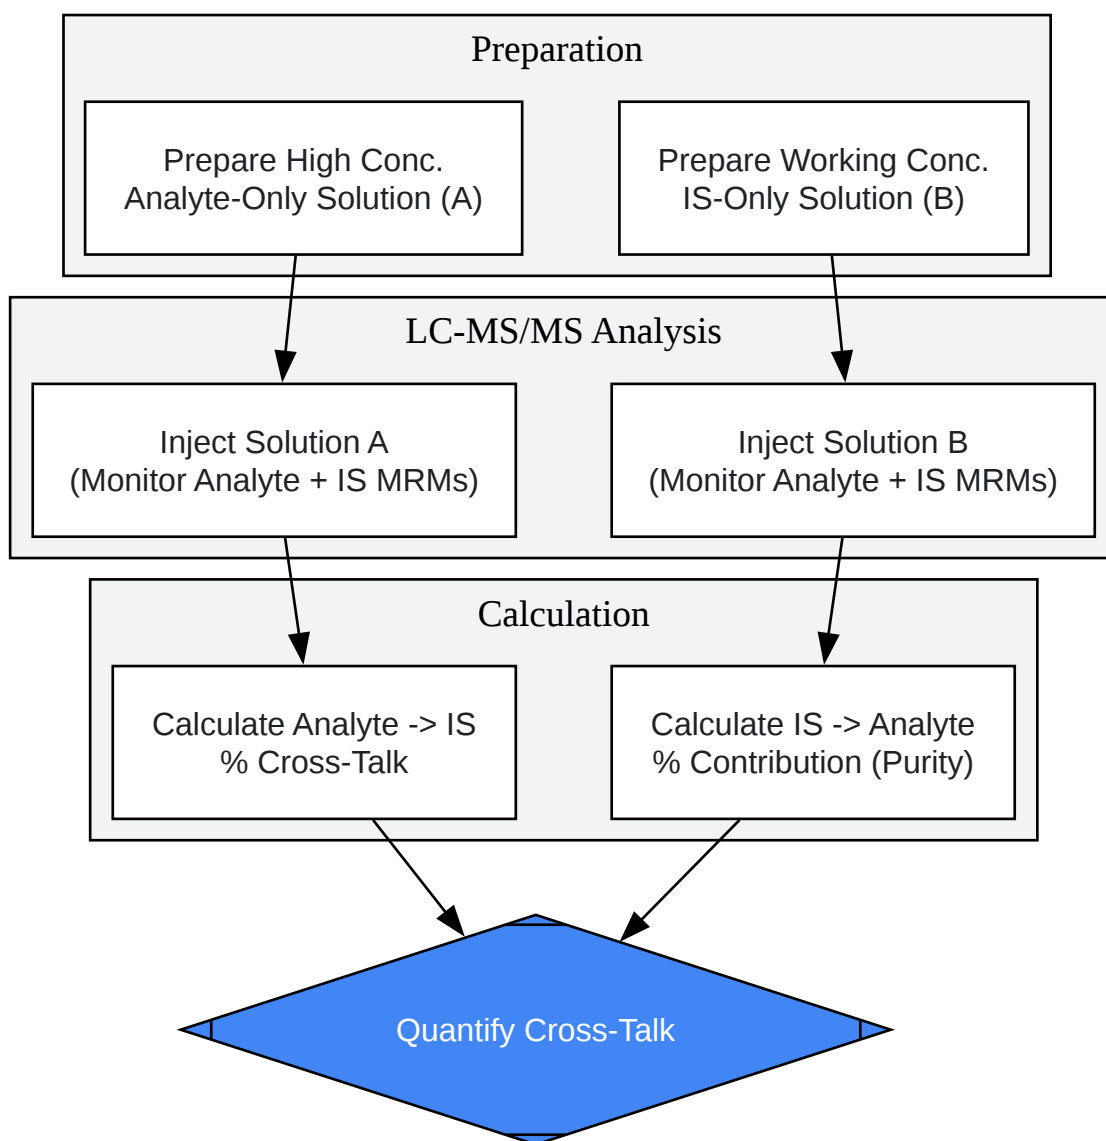 Preparation
Prepare High Conc.
Analyte-Only Solution (A)
Prepare Working Conc.
IS-Only Solution (B)
LC-MS/MS Analysis
Inject Solution A
(Monitor Analyte + IS MRMs)
Inject Solution B
(Monitor Analyte + IS MRMs)
Calculation
Calculate Analyte -> IS
% Cross-Talk
Calculate IS -> Analyte
% Contribution (Purity)
Quantify Cross-Talk